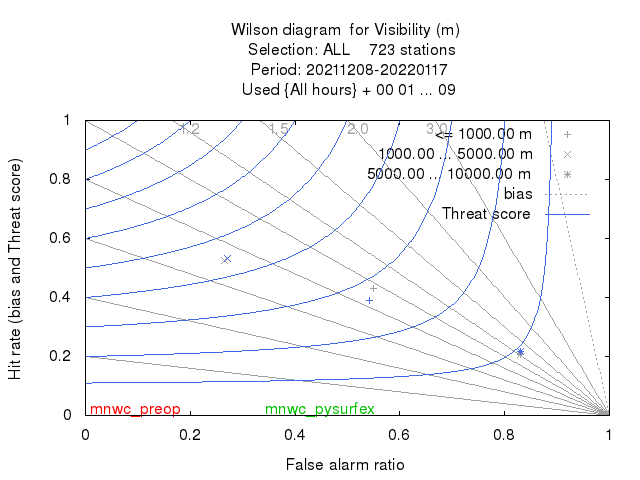 Wilson diagram  for Visibility (m)
Selection: ALL    723 stations
Period: 20211208-20220117
Used {All hours} + 00 01 ... 09
Hit rate (bias and Threat score)
1
0.8
0.6
0.4
0.2
0
1.2 1.5 2.0 3.0
<= 1000.00 m
1000.00 ... 5000.00 m
5000.00 ... 10000.00 m
bias
Threat score
mnwc_preop mnwc_pysurfex
0 0.2 0.4 0.6 0.8 1
False alarm ratio